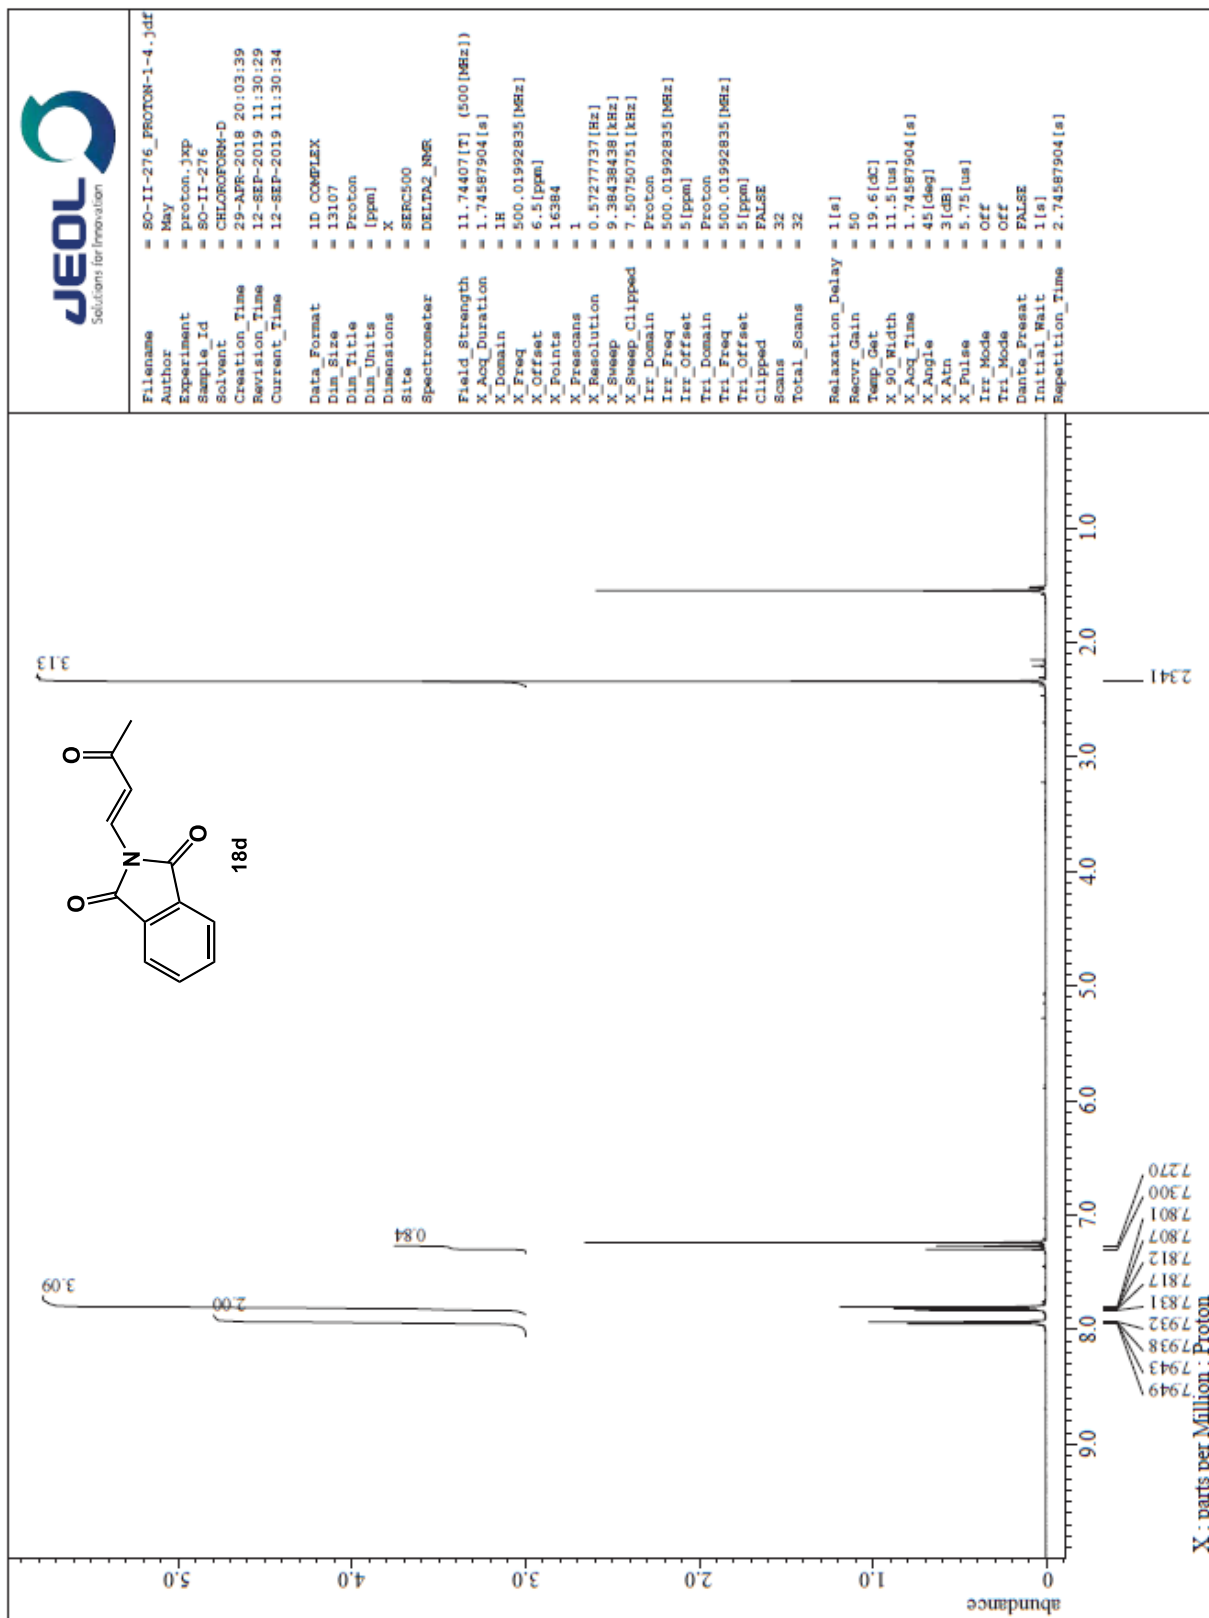 JEOL
Solutions for Innovation
Filename = SO-II-276_PROTON-1-4.jdf
Author = May
Experiment = proton.jxp
Sample_Id = SO-II-276
Solvent = CHLOROFORM-D
Creation_Time = 29-APR-2018 20:03:39
Revision_Time = 12-SEP-2019 11:30:29
Current_Time = 12-SEP-2019 11:30:34
Data_Format = 1D COMPLEX
Dim_Size = 13107
Dim_Title = Proton
Dim_Units = [ppm]
Dimensions = X
Site = SERC500
Spectrometer = DELTA2_NMR
Field_Strength = 11.74407[T] (500[MHz])
X_Acq_Duration = 1.74587904[s]
X_Domain = 1H
X_Freq = 500.01992835[MHz]
X_Offset = 6.5[ppm]
X_Points = 16384
X_Prescans = 1
X_Resolution = 0.57277737[Hz]
X_Sweep = 9.38438438[kHz]
X_Sweep_Clipped = 7.50750751[kHz]
Irr_Domain = Proton
Irr_Freq = 500.01992835[MHz]
Irr_Offset = 5[ppm]
Tri_Domain = Proton
Tri_Freq = 500.01992835[MHz]
Tri_Offset = 5[ppm]
Clipped = FALSE
Scans = 32
Total_Scans = 32
Relaxation_Delay = 1[s]
Recvr_Gain = 50
Temp_Get = 19.6[dC]
X_90_Width = 11.5[us]
X_Acq_Time = 1.74587904[s]
X_Angle = 45[deg]
X_Atn = 3[dB]
X_Pulse = 5.75[us]
Irr_Mode = Off
Tri_Mode = Off
Dante_Presat = FALSE
Initial_Wait = 1[s]
Repetition_Time = 2.74587904[s]
O
N
O
O
18d
3.09
2.00
0.84
3.13
abundance
5.0
4.0
3.0
2.0
1.0
0
9.0 8.0 7.0 6.0 5.0 4.0 3.0 2.0 1.0
7.949
7.943
7.938
7.932
7.831
7.817
7.812
7.807
7.801
7.300
7.270
2.341
X : parts per Million : Proton